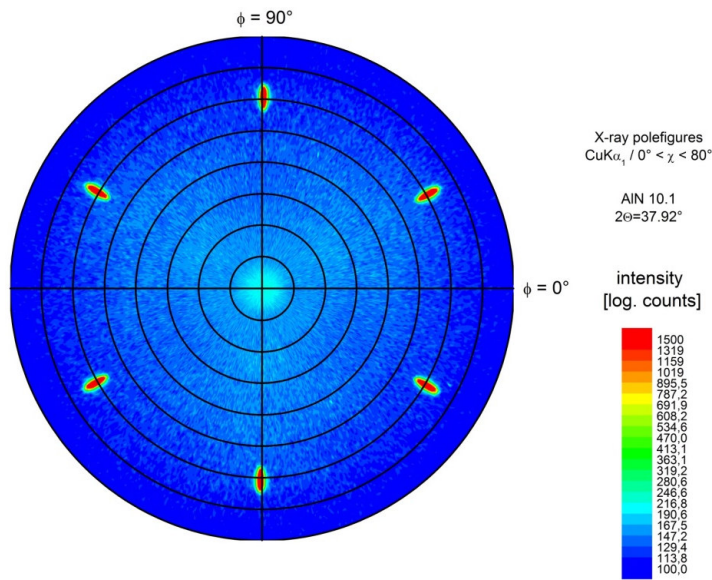 ϕ = 90°
X-ray polefigures
CuKα₁ / 0° < χ < 80°
AlN 10.1
2Θ=37.92°
ϕ = 0°
intensity
[log. counts]
1500
1319
1159
1019
895.5
787.2
691,9
608,2
534,6
470,0
413,1
363,1
319,2
280,6
246,6
216,8
190,6
167,5
147,2
129,4
113,8
100,0